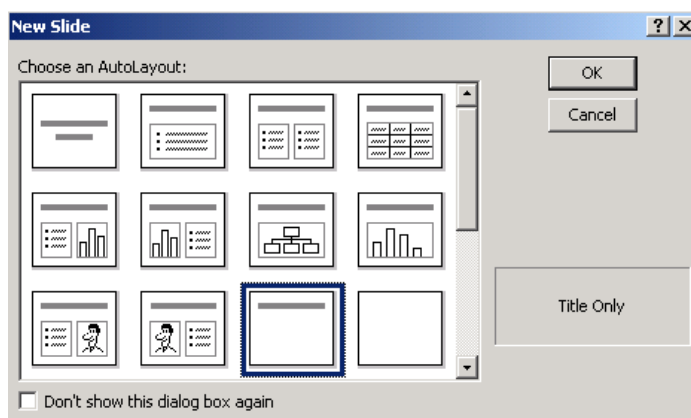 New Slide
Choose an AutoLayout:
OK
Cancel
Title Only
Don't show this dialog box again